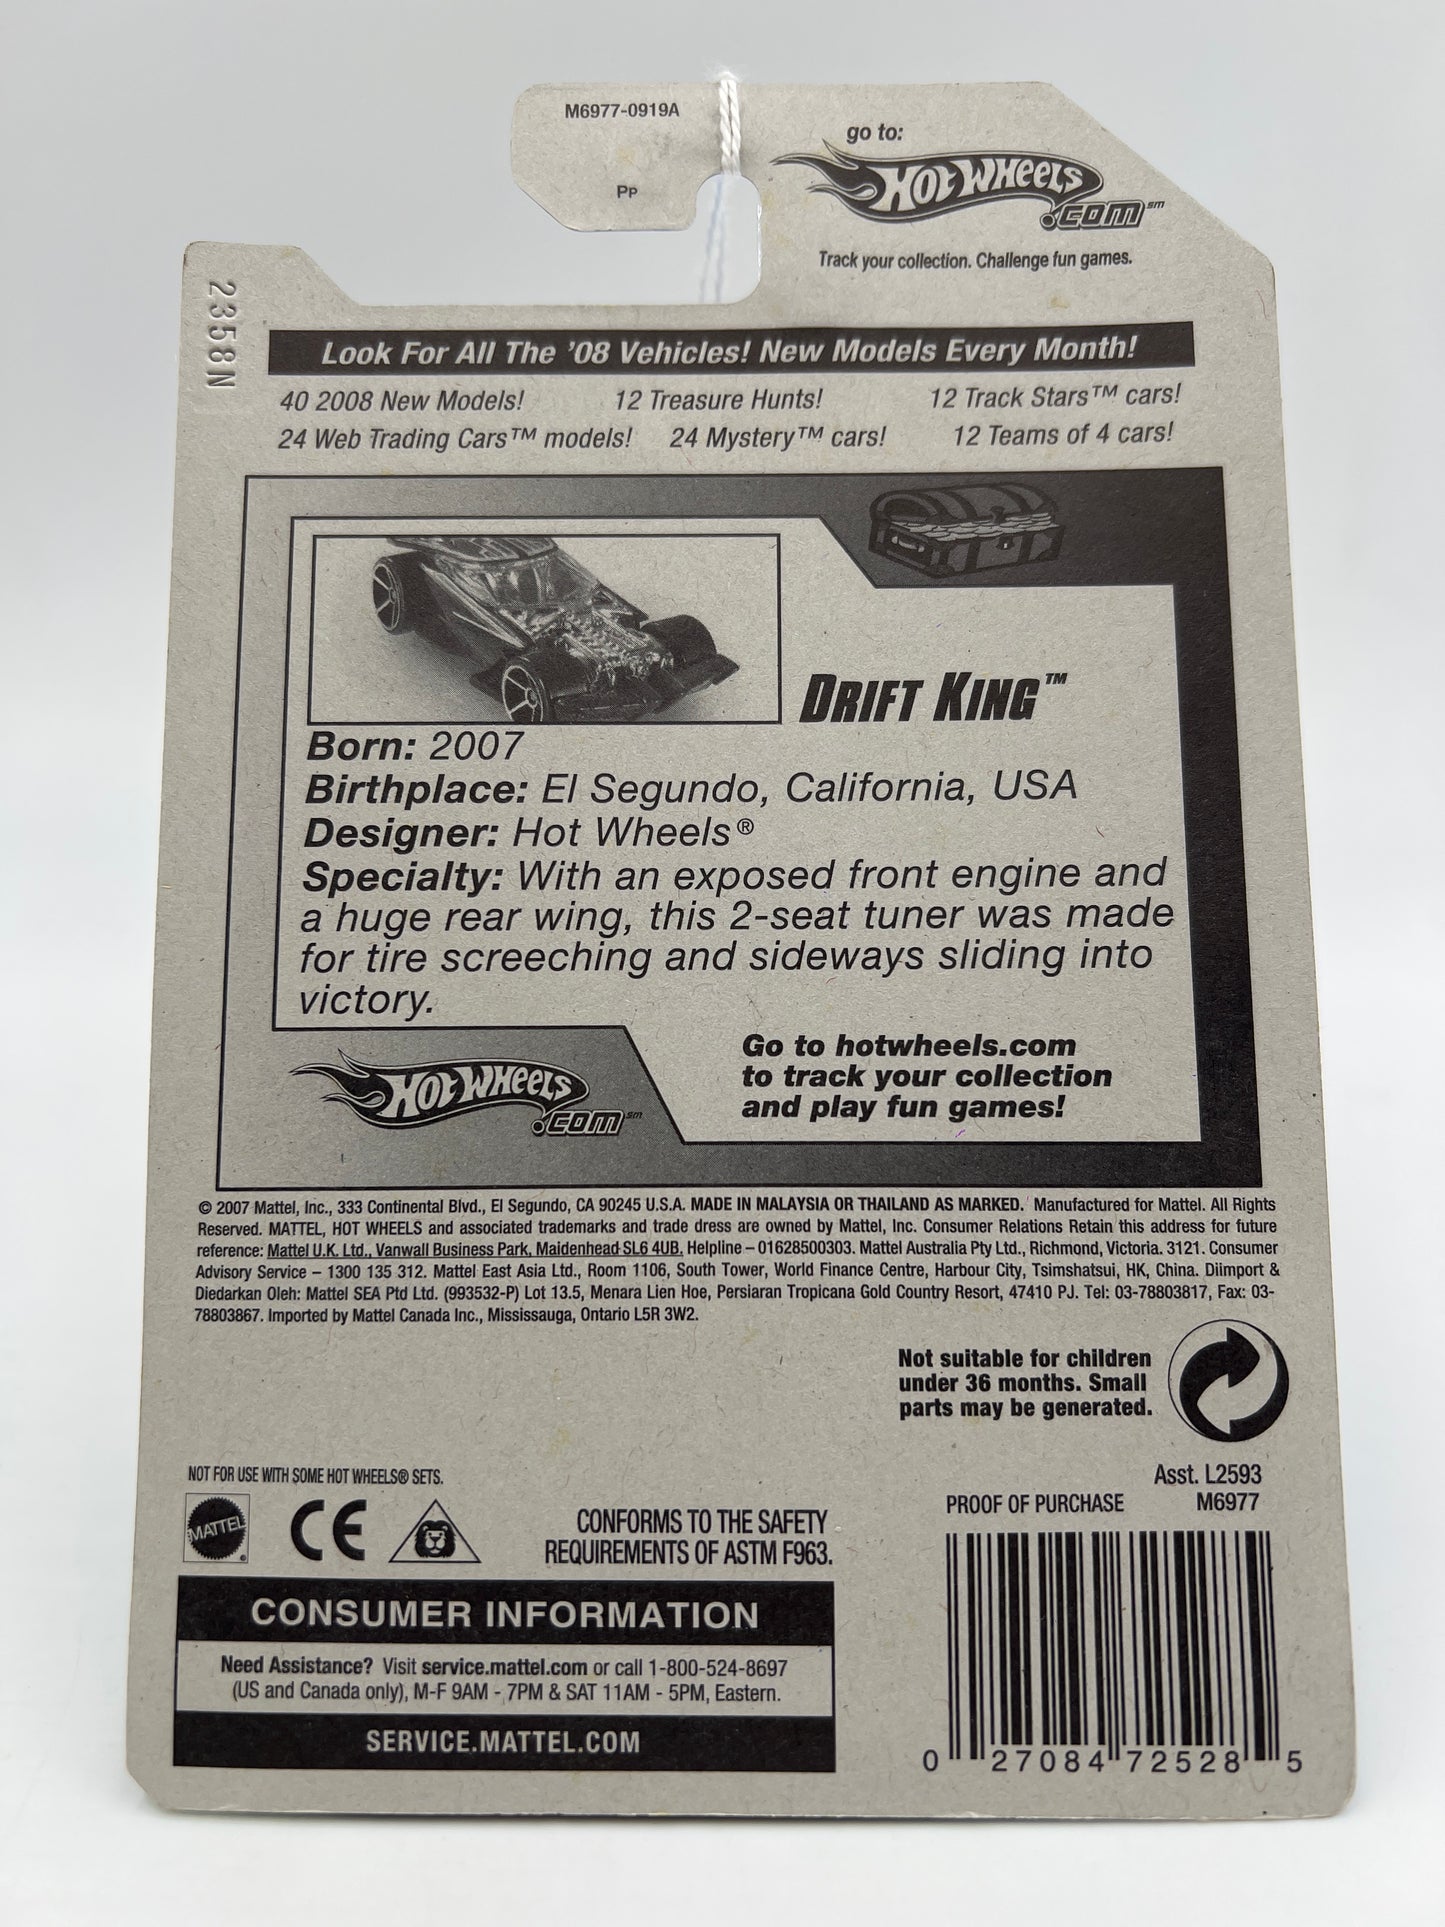 M6977-0919A
PP
go to:
HOT WHEELS
.COM℠
Track your collection. Challenge fun games.
2358N
Look For All The '08 Vehicles! New Models Every Month!
40 2008 New Models! 12 Treasure Hunts! 12 Track Stars™ cars!
24 Web Trading Cars™ models! 24 Mystery™ cars! 12 Teams of 4 cars!
DRIFT KING™
Born: 2007
Birthplace: El Segundo, California, USA
Designer: Hot Wheels®
Specialty: With an exposed front engine and
a huge rear wing, this 2-seat tuner was made
for tire screeching and sideways sliding into
victory.
HOT WHEELS
.COM℠
Go to hotwheels.com
to track your collection
and play fun games!
© 2007 Mattel, Inc., 333 Continental Blvd., El Segundo, CA 90245 U.S.A. MADE IN MALAYSIA OR THAILAND AS MARKED. Manufactured for Mattel. All Rights
Reserved. MATTEL, HOT WHEELS and associated trademarks and trade dress are owned by Mattel, Inc. Consumer Relations Retain this address for future
reference: Mattel U.K. Ltd., Vanwall Business Park, Maidenhead SL6 4UB. Helpline – 01628500303. Mattel Australia Pty Ltd., Richmond, Victoria. 3121. Consumer
Advisory Service – 1300 135 312. Mattel East Asia Ltd., Room 1106, South Tower, World Finance Centre, Harbour City, Tsimshatsui, HK, China. Diimport &
Diedarkan Oleh: Mattel SEA Ptd Ltd. (993532-P) Lot 13.5, Menara Lien Hoe, Persiaran Tropicana Gold Country Resort, 47410 PJ. Tel: 03-78803817, Fax: 03-
78803867. Imported by Mattel Canada Inc., Mississauga, Ontario L5R 3W2.
Not suitable for children
under 36 months. Small
parts may be generated.
NOT FOR USE WITH SOME HOT WHEELS® SETS.
MATTEL®
CE
CONFORMS TO THE SAFETY
REQUIREMENTS OF ASTM F963.
Asst. L2593
PROOF OF PURCHASE M6977
CONSUMER INFORMATION
Need Assistance? Visit service.mattel.com or call 1-800-524-8697
(US and Canada only), M-F 9AM - 7PM & SAT 11AM - 5PM, Eastern.
SERVICE.MATTEL.COM
0 27084 72528 5